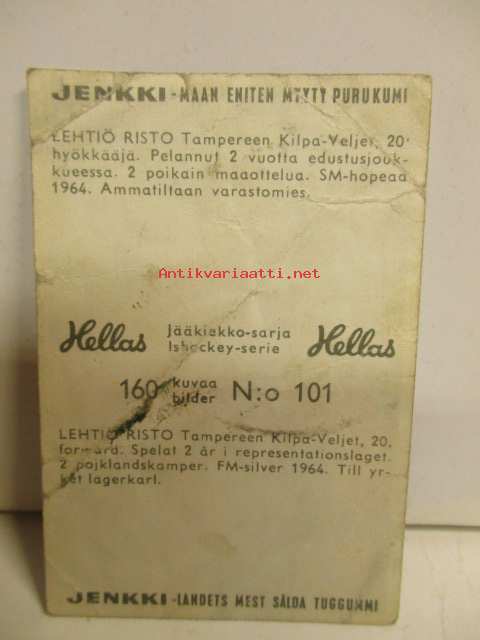 JENKKI - MAAN ENITEN MYYTY PURUKUMI
LEHTIÖ RISTO Tampereen Kilpa-Veljet, 20
hyökkääjä. Pelannut 2 vuotta edustusjouk-
kueessa. 2 poikain maaottelua. SM-hopeaa
1964. Ammatiltaan varastomies.
Antikvariaatti.net
Hellas Jääkiekko-sarja Hellas
Ishockey-serie
160 kuvaa N:o 101
bilder
LEHTIÖ RISTO Tampereen Kilpa-Veljet, 20,
forward. Spelat 2 år i representationslaget.
2 pojklandskamper. FM-silver 1964. Till yr-
ket lagerkarl.
JENKKI - LANDETS MEST SÅLDA TUGGUMMI